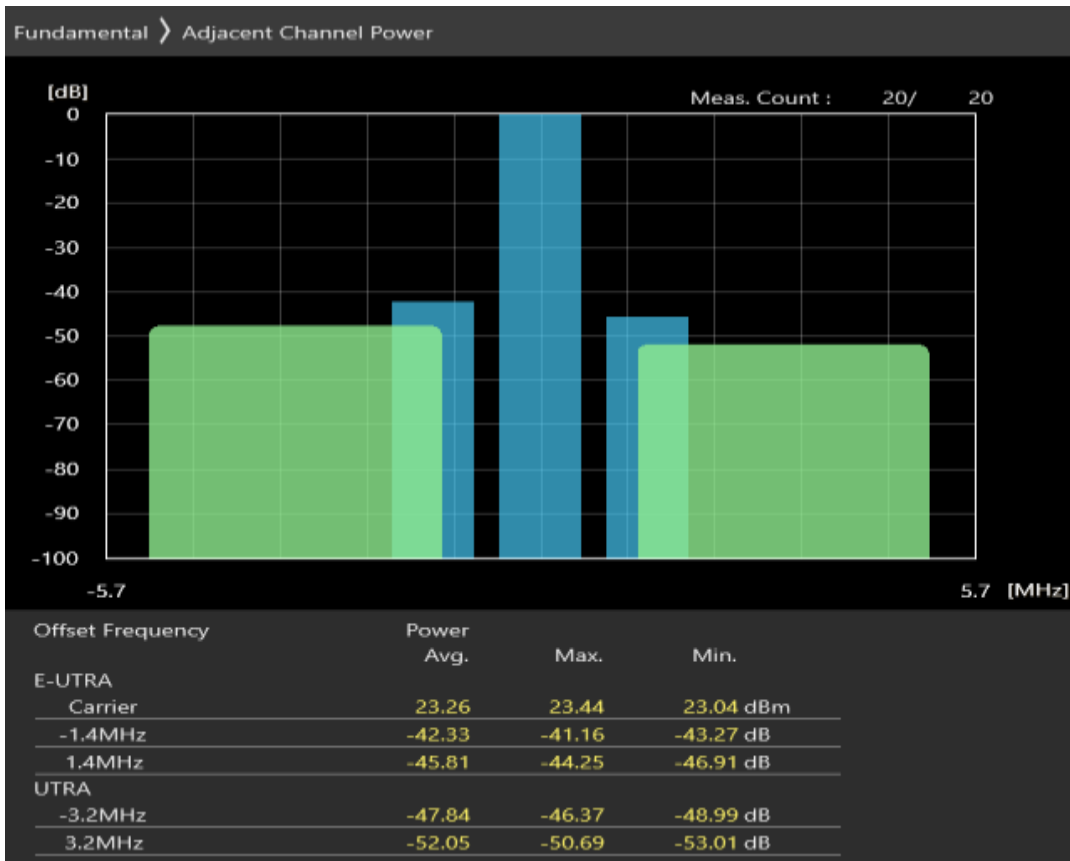 Fundamental 〉 Adjacent Channel Power
[dB]
Meas. Count : 20/ 20
0
-10
-20
-30
-40
-50
-60
-70
-80
-90
-100
-5.7 5.7 [MHz]
Offset Frequency Power
Avg. Max. Min.
E-UTRA
Carrier 23.26 23.44 23.04 dBm
-1.4MHz -42.33 -41.16 -43.27 dB
1.4MHz -45.81 -44.25 -46.91 dB
UTRA
-3.2MHz -47.84 -46.37 -48.99 dB
3.2MHz -52.05 -50.69 -53.01 dB